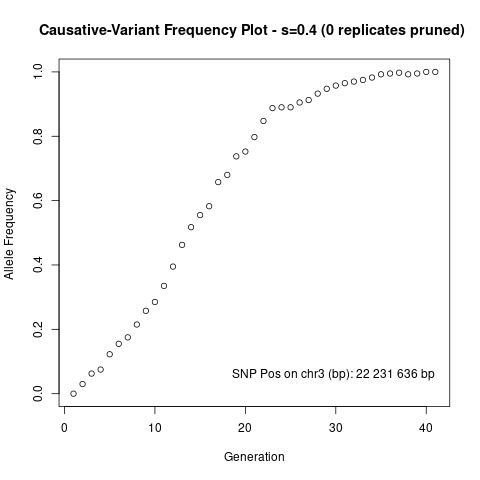 Causative-Variant Frequency Plot - s=0.4 (0 replicates pruned)
1.0
0.8
0.6
0.4
0.2
0.0
Allele Frequency
SNP Pos on chr3 (bp): 22 231 636 bp
0 10 20 30 40
Generation